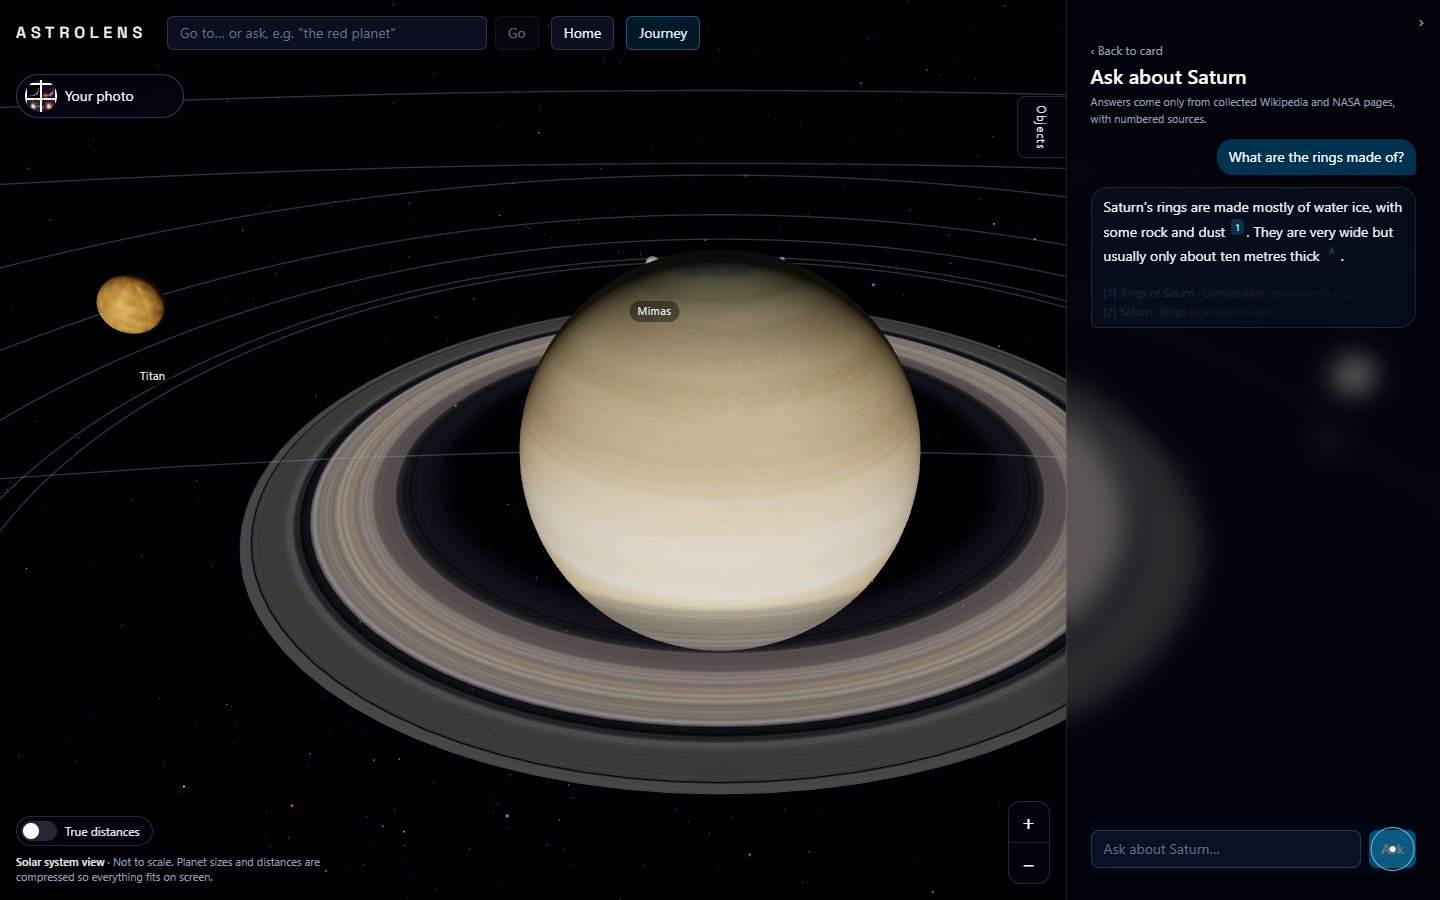 ASTROLENS
Go to... or ask, e.g. "the red planet"
Go
Home
Journey
Your photo
Objects
Titan
Mimas
True distances
Solar system view · Not to scale. Planet sizes and distances are
compressed so everything fits on screen.
+
−
›
‹ Back to card
Ask about Saturn
Answers come only from collected Wikipedia and NASA pages,
with numbered sources.
What are the rings made of?
Saturn's rings are made mostly of water ice, with
some rock and dust 1 . They are very wide but
usually only about ten metres thick .
[1] Rings of Saturn · Composition (en.wikipedia.org)
[2] Saturn · Rings (science.nasa.gov)
Ask about Saturn...
Ask